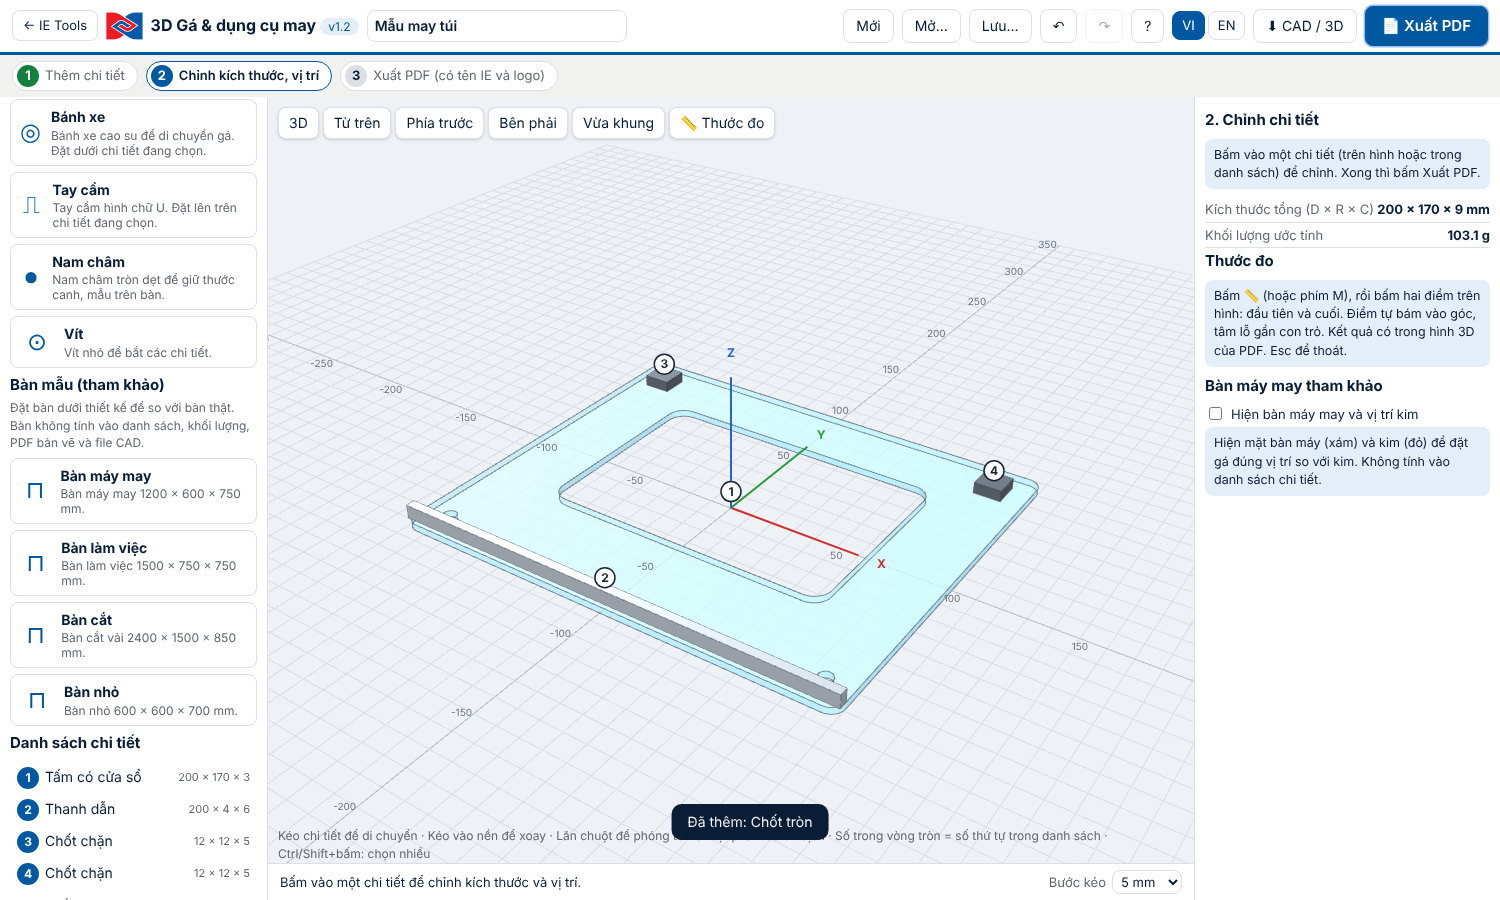 ← IE Tools
3D Gá & dụng cụ may v1.2
Mẫu may túi
Mới
Mở...
Lưu...
?
VI
EN
⬇ CAD / 3D
📄 Xuất PDF
1 Thêm chi tiết
2 Chỉnh kích thước, vị trí
3 Xuất PDF (có tên IE và logo)
Bánh xe
Bánh xe cao su để di chuyển gá.
Đặt dưới chi tiết đang chọn.
Tay cầm
Tay cầm hình chữ U. Đặt lên trên
chi tiết đang chọn.
Nam châm
Nam châm tròn dẹt để giữ thước
canh, mẫu trên bàn.
Vít
Vít nhỏ để bắt các chi tiết.
Bàn mẫu (tham khảo)
Đặt bàn dưới thiết kế để so với bàn thật.
Bàn không tính vào danh sách, khối lượng,
PDF bản vẽ và file CAD.
Bàn máy may
Bàn máy may 1200 × 600 × 750
mm.
Bàn làm việc
Bàn làm việc 1500 × 750 × 750
mm.
Bàn cắt
Bàn cắt vải 2400 × 1500 × 850
mm.
Bàn nhỏ
Bàn nhỏ 600 × 600 × 700 mm.
Danh sách chi tiết
1 Tấm có cửa sổ 200 × 170 × 3
2 Thanh dẫn 200 × 4 × 6
3 Chốt chặn 12 × 12 × 5
4 Chốt chặn 12 × 12 × 5
3D
Từ trên
Phía trước
Bên phải
Vừa khung
📏 Thước đo
350
300
250
200
150
100
50
-250
-200
-150
-100
-50
Z
Y
X
1
2
3
4
50
100
150
-50
-100
-150
-200
Đã thêm: Chốt tròn
Kéo chi tiết để di chuyển · Kéo vào nền để xoay · Lăn chuột để phóng
· Số trong vòng tròn = số thứ tự trong danh sách ·
Ctrl/Shift+bấm: chọn nhiều
Bấm vào một chi tiết để chỉnh kích thước và vị trí.
Bước kéo
5 mm
2. Chỉnh chi tiết
Bấm vào một chi tiết (trên hình hoặc trong
danh sách) để chỉnh. Xong thì bấm Xuất PDF.
Kích thước tổng (D × R × C) 200 × 170 × 9 mm
Khối lượng ước tính 103.1 g
Thước đo
Bấm 📏 (hoặc phím M), rồi bấm hai điểm trên
hình: đầu tiên và cuối. Điểm tự bám vào góc,
tâm lỗ gần con trỏ. Kết quả có trong hình 3D
của PDF. Esc để thoát.
Bàn máy may tham khảo
Hiện bàn máy may và vị trí kim
Hiện mặt bàn máy (xám) và kim (đỏ) để đặt
gá đúng vị trí so với kim. Không tính vào
danh sách chi tiết.